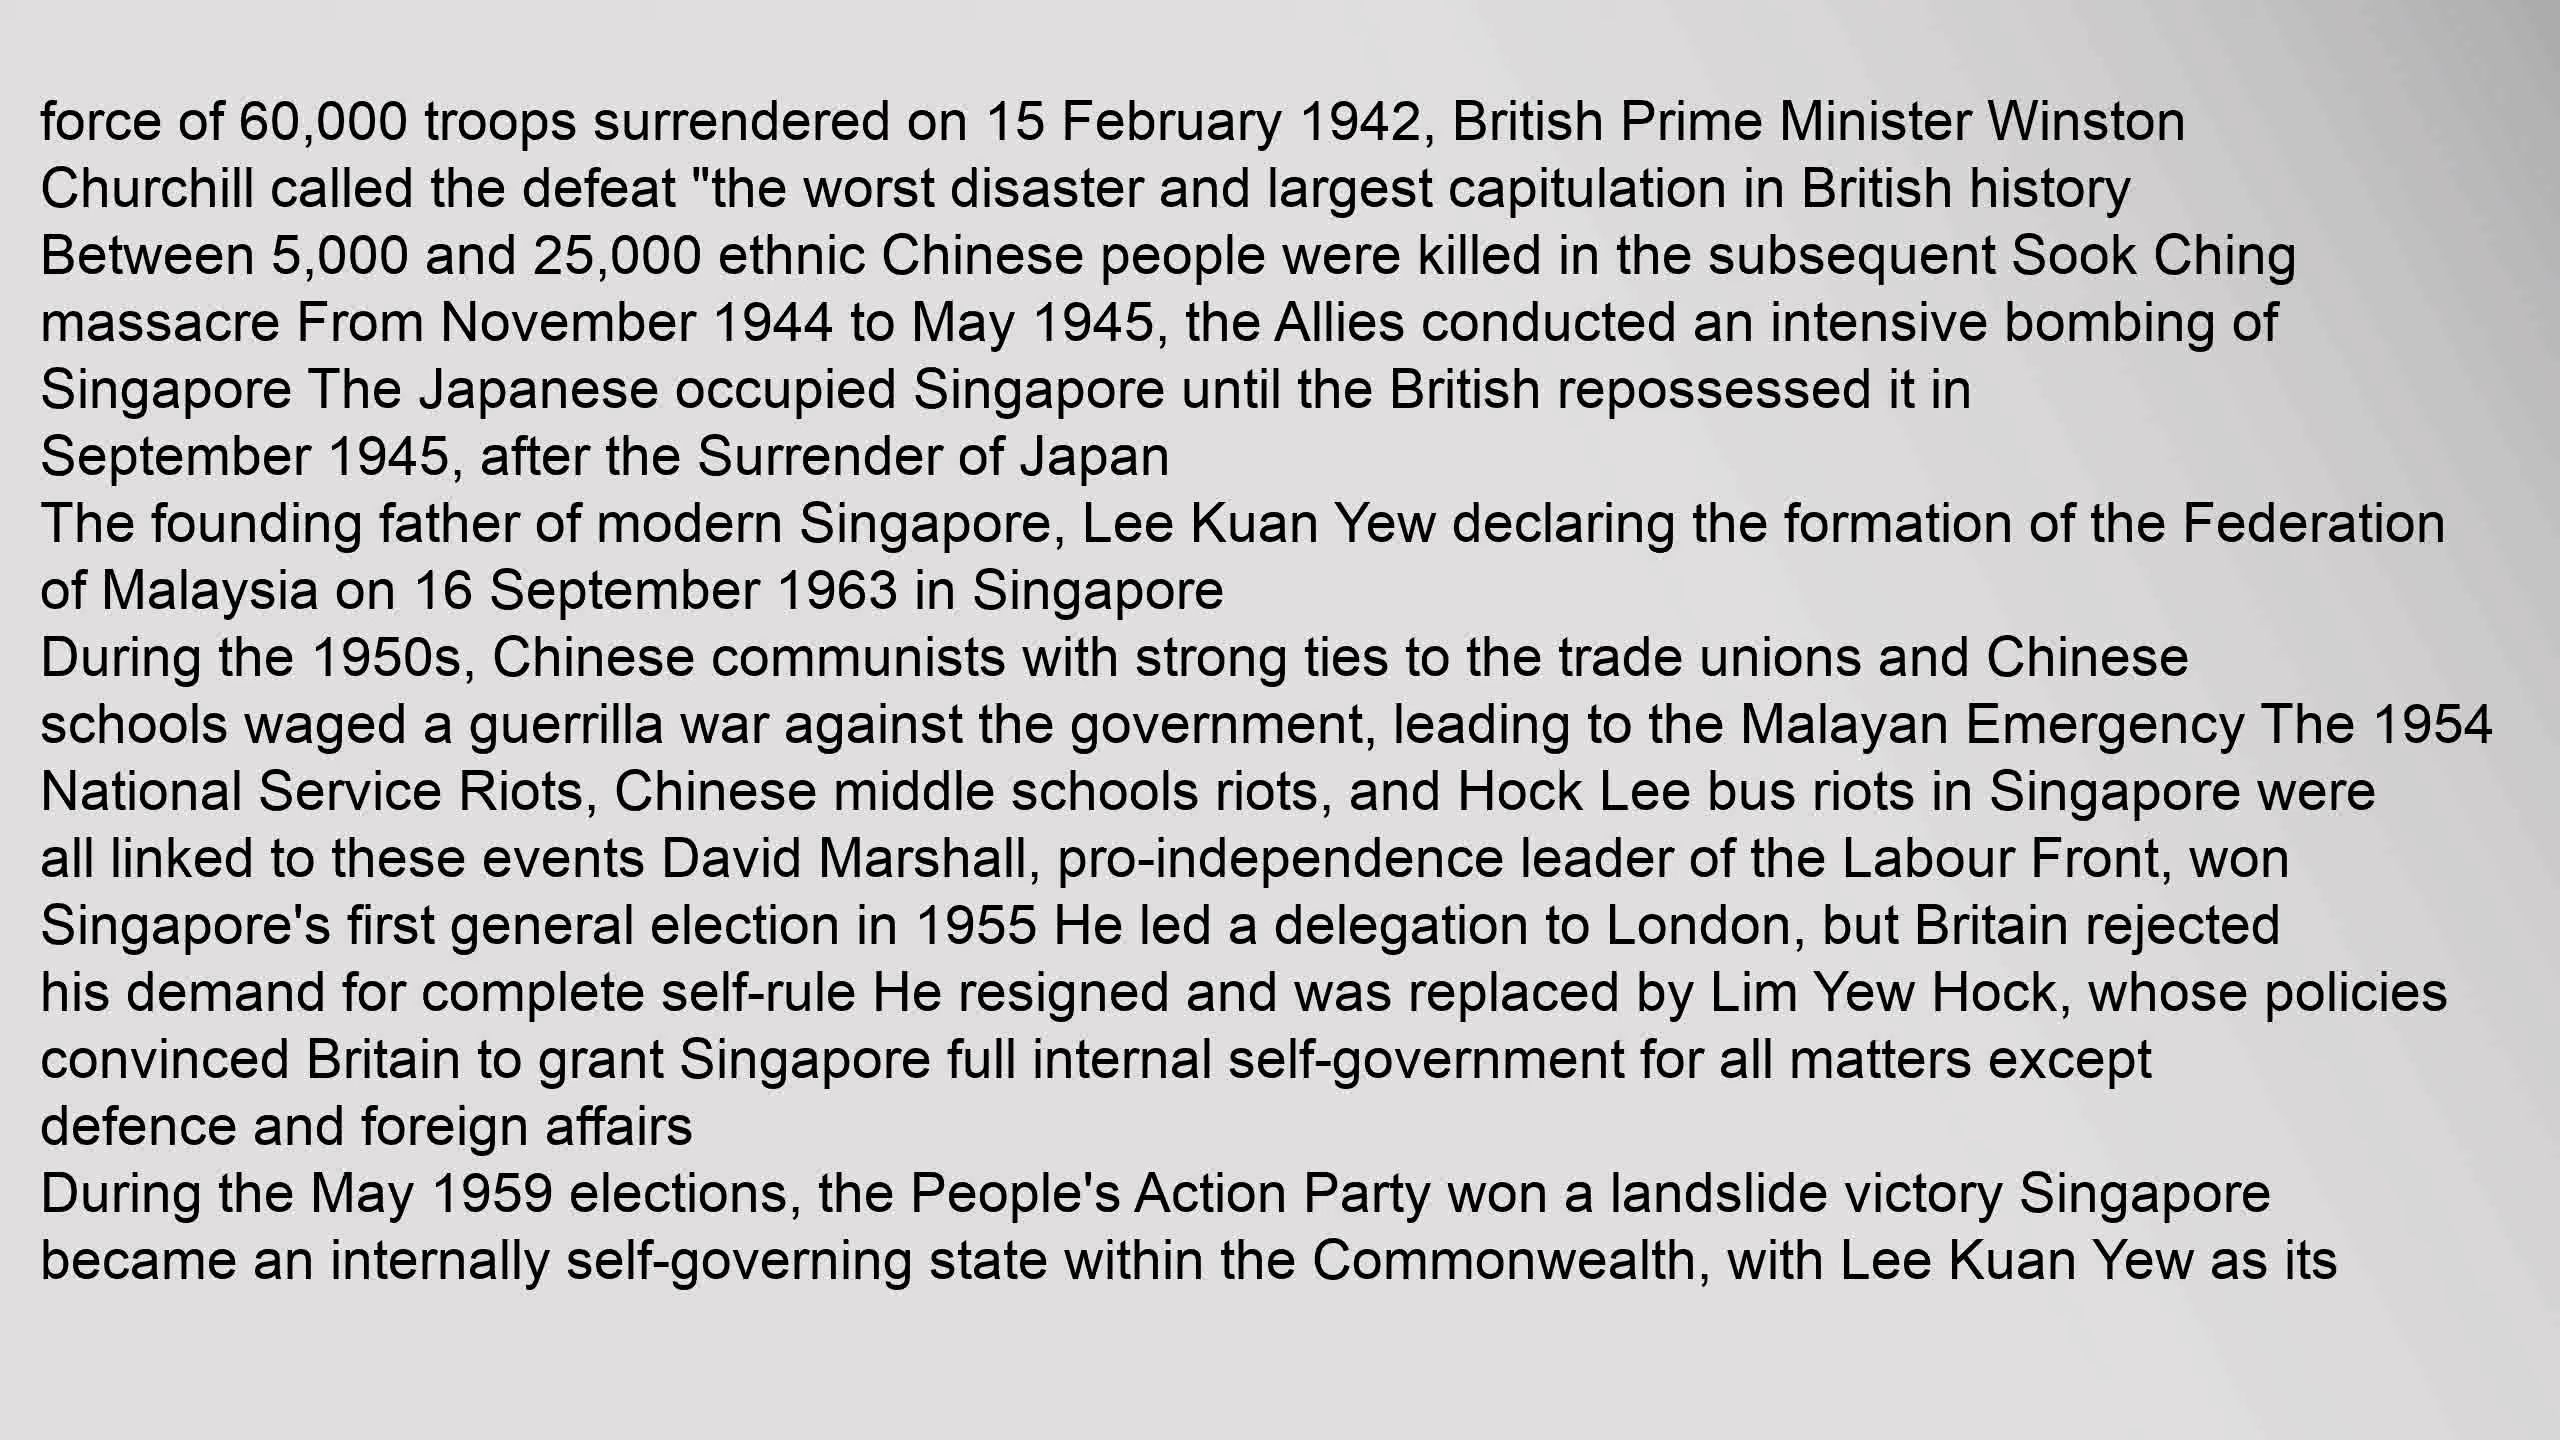 force of 60,000 troops surrendered on 15 February 1942, British Prime Minister Winston
Churchill called the defeat "the worst disaster and largest capitulation in British history
Between 5,000 and 25,000 ethnic Chinese people were killed in the subsequent Sook Ching
massacre From November 1944 to May 1945, the Allies conducted an intensive bombing of
Singapore The Japanese occupied Singapore until the British repossessed it in
September 1945, after the Surrender of Japan
The founding father of modern Singapore, Lee Kuan Yew declaring the formation of the Federation
of Malaysia on 16 September 1963 in Singapore
During the 1950s, Chinese communists with strong ties to the trade unions and Chinese
schools waged a guerrilla war against the government, leading to the Malayan Emergency The 1954
National Service Riots, Chinese middle schools riots, and Hock Lee bus riots in Singapore were
all linked to these events David Marshall, pro-independence leader of the Labour Front, won
Singapore's first general election in 1955 He led a delegation to London, but Britain rejected
his demand for complete self-rule He resigned and was replaced by Lim Yew Hock, whose policies
convinced Britain to grant Singapore full internal self-government for all matters except
defence and foreign affairs
During the May 1959 elections, the People's Action Party won a landslide victory Singapore
became an internally self-governing state within the Commonwealth, with Lee Kuan Yew as its